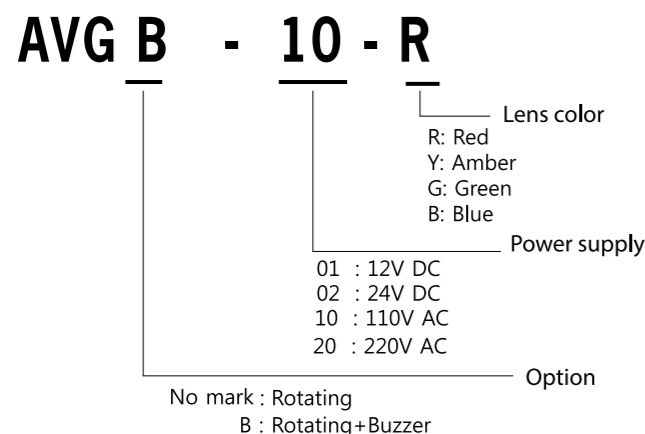 AVG B - 10 - R
Lens color
R: Red
Y: Amber
G: Green
B: Blue
Power supply
01 : 12V DC
02 : 24V DC
10 : 110V AC
20 : 220V AC
Option
No mark : Rotating
B : Rotating+Buzzer